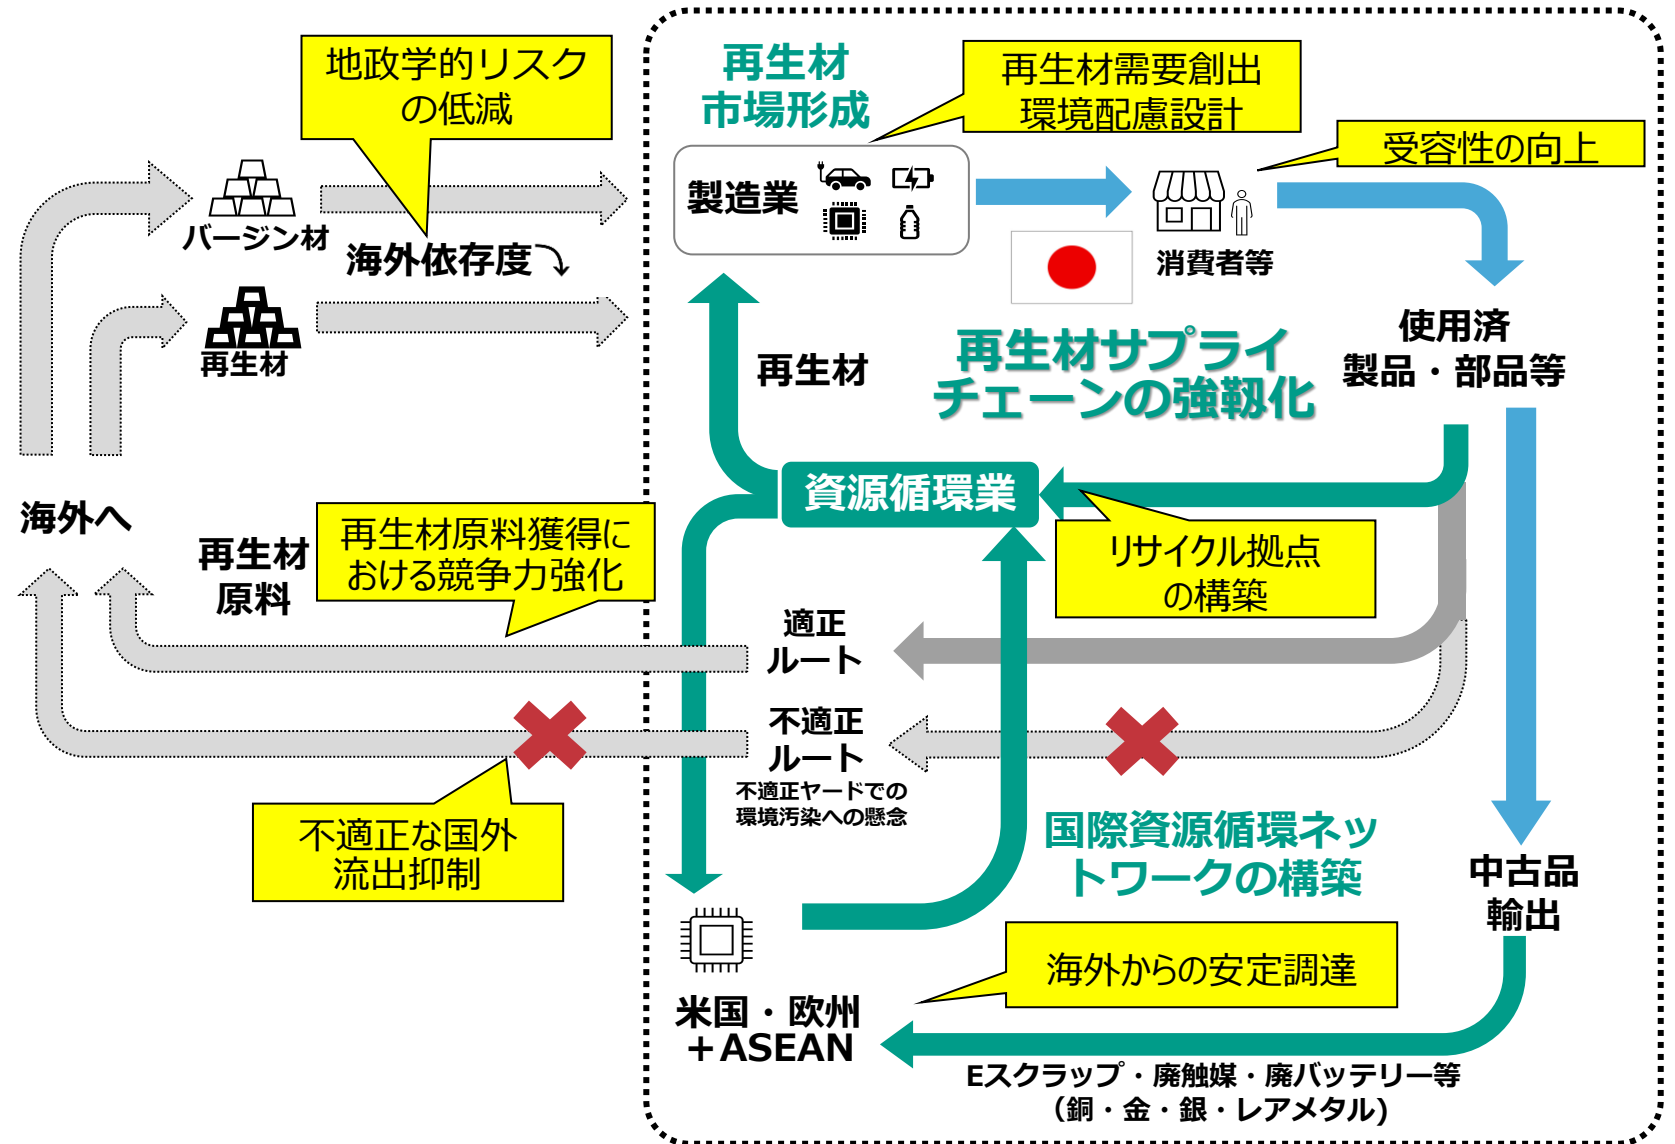 地政学的リスク
の低減
再生材
市場形成
再生材需要創出
環境配慮設計
受容性の向上
製造業
バージン材
海外依存度
消費者等
再生材
再生材
再生材サプライ
チェーンの強靱化
使用済
製品・部品等
資源循環業
海外へ
再生材
原料
再生材原料獲得に
おける競争力強化
リサイクル拠点
の構築
適正
ルート
不適正
ルート
不適正ヤードでの
環境汚染への懸念
不適正な国外
流出抑制
国際資源循環ネッ
トワークの構築
中古品
輸出
海外からの安定調達
米国・欧州
+ASEAN
Eスクラップ・廃触媒・廃バッテリー等
（銅・金・銀・レアメタル)